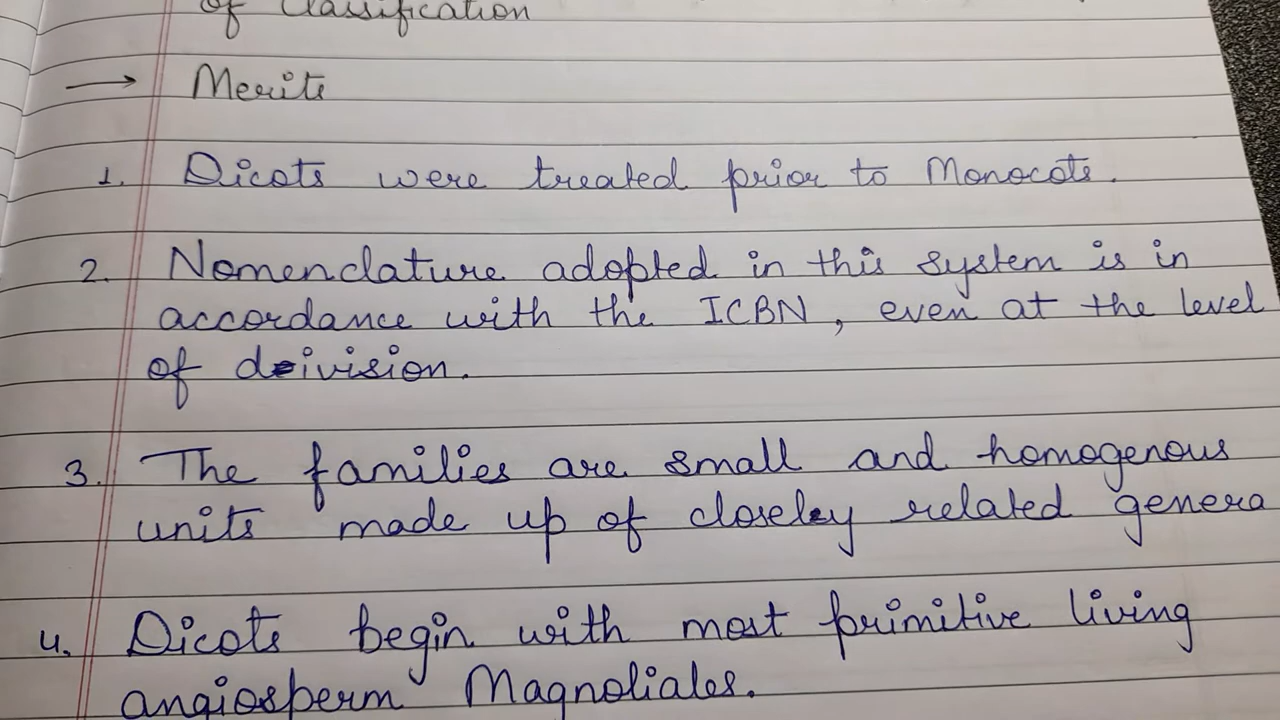 of Classification
→ Merits
1. Dicots were treated prior to Monocots.
2. Nomenclature adopted in this system is in
accordance with the ICBN, even at the level
of division.
3. The families are small and homogenous
units made up of closely related genera
4. Dicots begin with most primitive living
angiosperm Magnoliales.